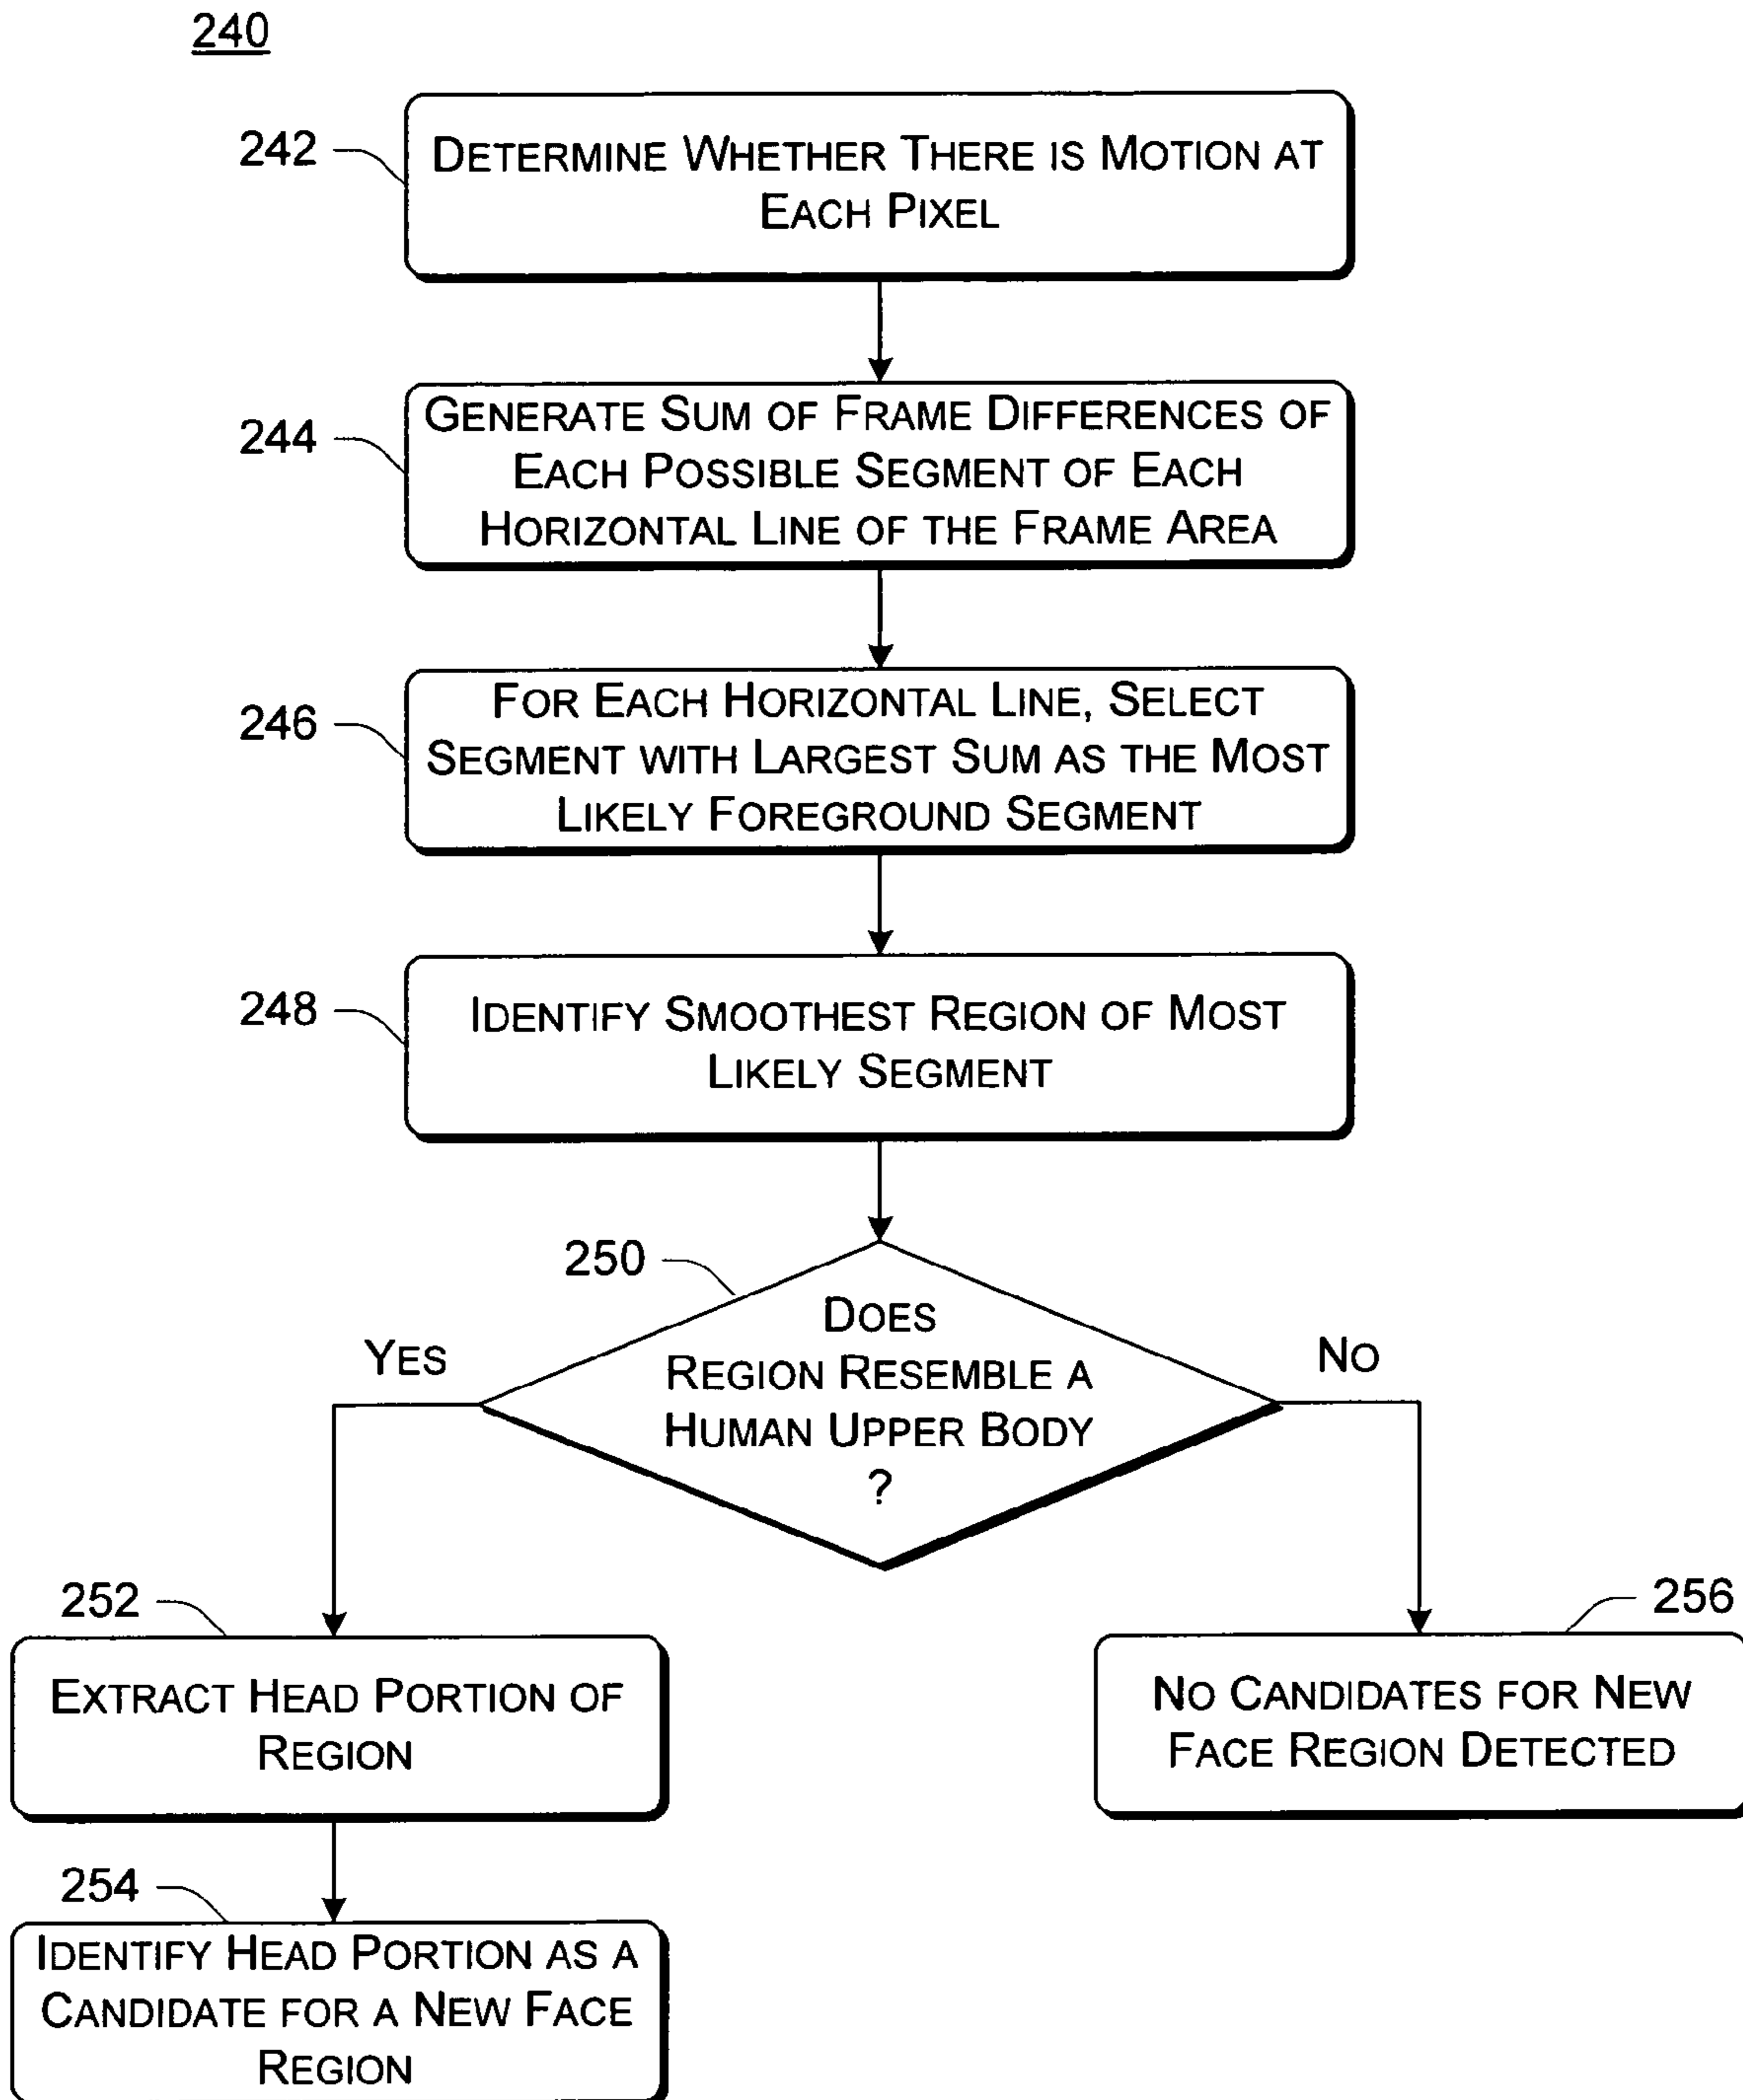 240
242
DETERMINE WHETHER THERE IS MOTION AT
EACH PIXEL
244
GENERATE SUM OF FRAME DIFFERENCES OF
EACH POSSIBLE SEGMENT OF EACH
HORIZONTAL LINE OF THE FRAME AREA
246
FOR EACH HORIZONTAL LINE, SELECT
SEGMENT WITH LARGEST SUM AS THE MOST
LIKELY FOREGROUND SEGMENT
248
IDENTIFY SMOOTHEST REGION OF MOST
LIKELY SEGMENT
250
DOES
REGION RESEMBLE A
HUMAN UPPER BODY
?
YES
NO
252
EXTRACT HEAD PORTION OF
REGION
256
NO CANDIDATES FOR NEW
FACE REGION DETECTED
254
IDENTIFY HEAD PORTION AS A
CANDIDATE FOR A NEW FACE
REGION